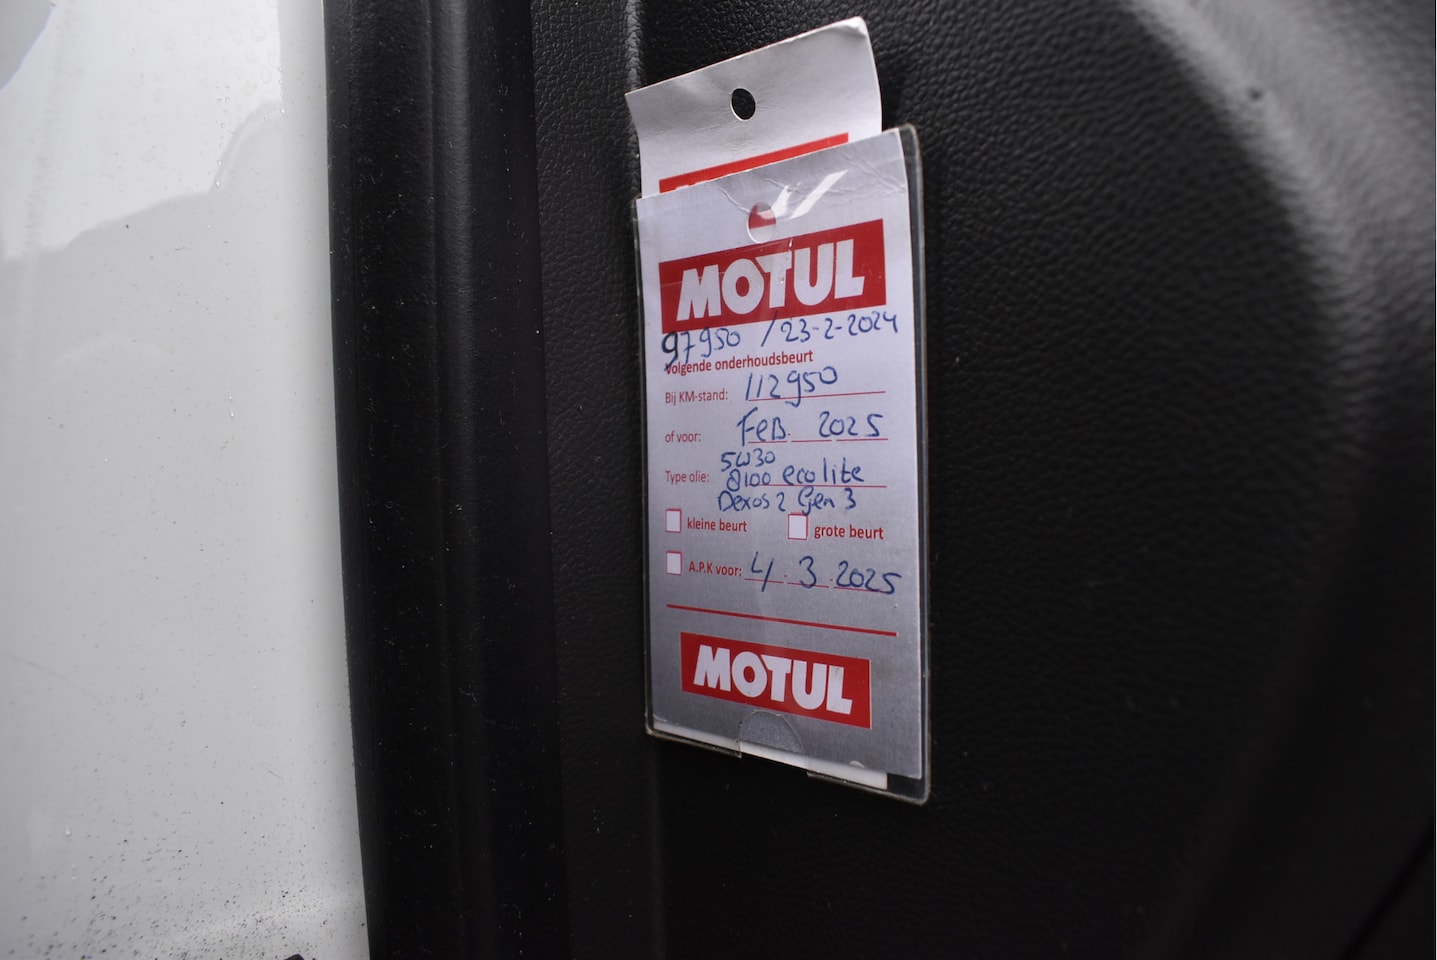 MOTUL
97950 / 23-2-2024
Volgende onderhoudsbeurt
Bij KM-stand: 112950
of voor: Feb. 2025
5W30
Type olie: 8100 eco lite
Dexos 2 Gen 3
kleine beurt grote beurt
A.P.K voor: 4.3.2025
MOTUL